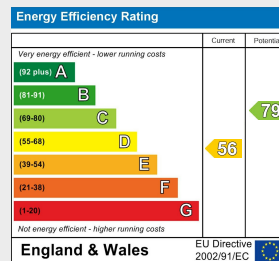 Energy Efficiency Rating
Current
Potentia
Very energy efficient - lower running costs
(92 plus) A
(81-91) B
(69-80) C
79
(55-68) D
56
(39-54) E
(21-38) F
(1-20) G
Not energy efficient - higher running costs
England & Wales
EU Directive
2002/91/EC